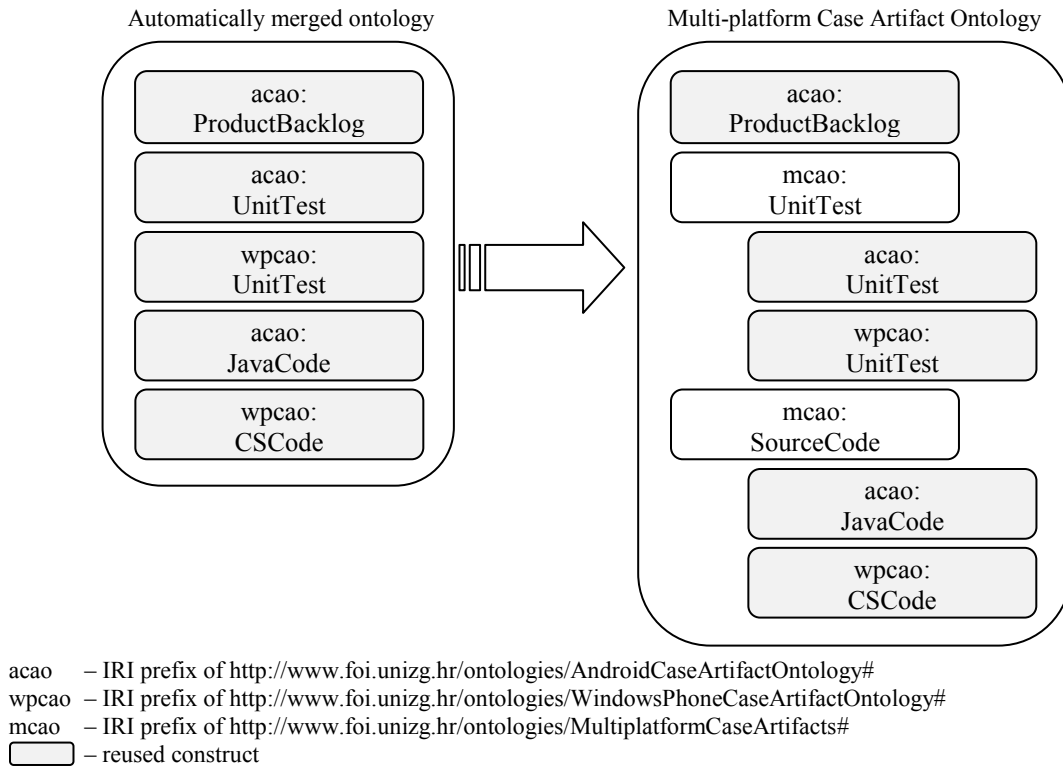 Automatically merged ontology
acao:
ProductBacklog
acao:
UnitTest
wpcao:
UnitTest
acao:
JavaCode
wpcao:
CSCode
Multi-platform Case Artifact Ontology
acao:
ProductBacklog
mcao:
UnitTest
acao:
UnitTest
wpcao:
UnitTest
mcao:
SourceCode
acao:
JavaCode
wpcao:
CSCode
acao – IRI prefix of http://www.foi.unizg.hr/ontologies/AndroidCaseArtifactOntology#
wpcao – IRI prefix of http://www.foi.unizg.hr/ontologies/WindowsPhoneCaseArtifactOntology#
mcao – IRI prefix of http://www.foi.unizg.hr/ontologies/MultiplatformCaseArtifacts#
– reused construct